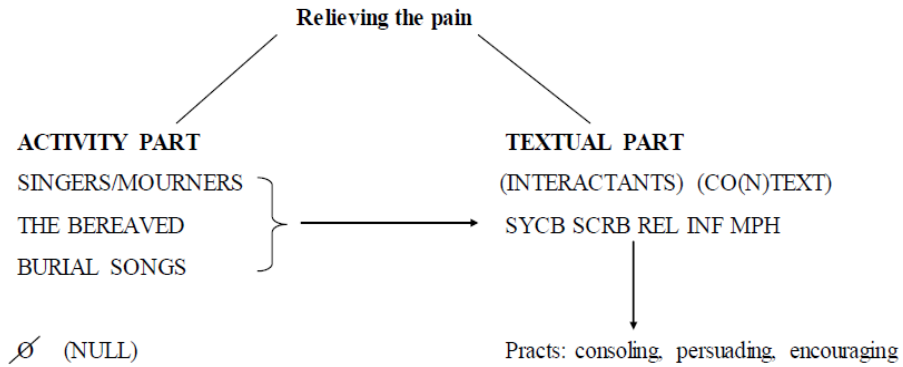 Relieving the pain
ACTIVITY PART
SINGERS/MOURNERS
THE BEREAVED
BURIAL SONGS
Ø (NULL)
TEXTUAL PART
(INTERACTANTS) (CO(N)TEXT)
SYCB SCRB REL INF MPH
Practs: consoling, persuading, encouraging